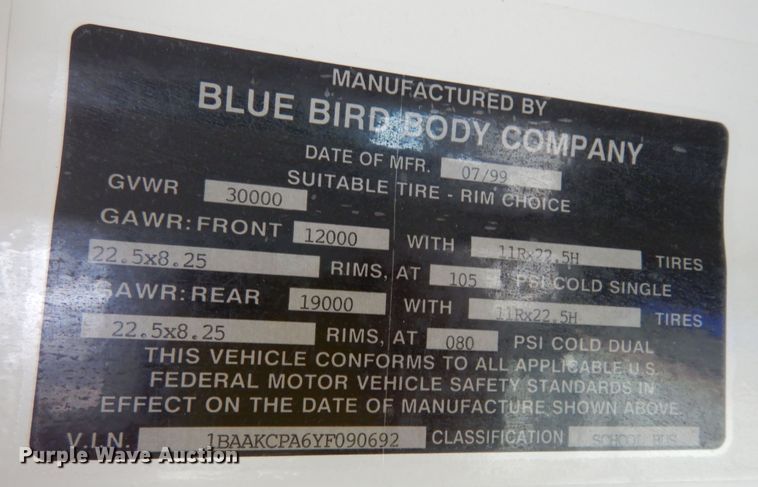 MANUFACTURED BY
BLUE BIRD BODY COMPANY
DATE OF MFR. 07/99
SUITABLE TIRE - RIM CHOICE
GVWR 30000
GAWR: FRONT 12000 WITH 11Rx22.5H TIRES
22.5x8.25 RIMS, AT 105 PSI COLD SINGLE
GAWR: REAR 19000 WITH 11Rx22.5H TIRES
22.5x8.25 RIMS, AT 080 PSI COLD DUAL
THIS VEHICLE CONFORMS TO ALL APPLICABLE U.S.
FEDERAL MOTOR VEHICLE SAFETY STANDARDS IN
EFFECT ON THE DATE OF MANUFACTURE SHOWN ABOVE.
V.I.N. 1BAAKCPA6YF090692 CLASSIFICATION SCHOOL BUS
Purple Wave Auction
Purple Wave Auction